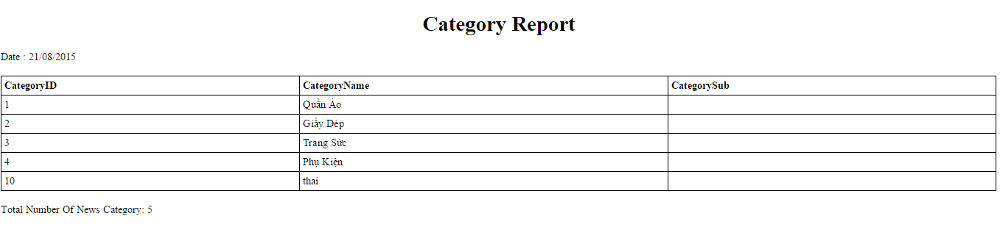 Category Report
Date : 21/08/2015
CategoryID CategoryName CategorySub
1 Quần Áo
2 Giầy Dép
3 Trang Sức
4 Phụ Kiện
10 thai
Total Number Of News Category: 5